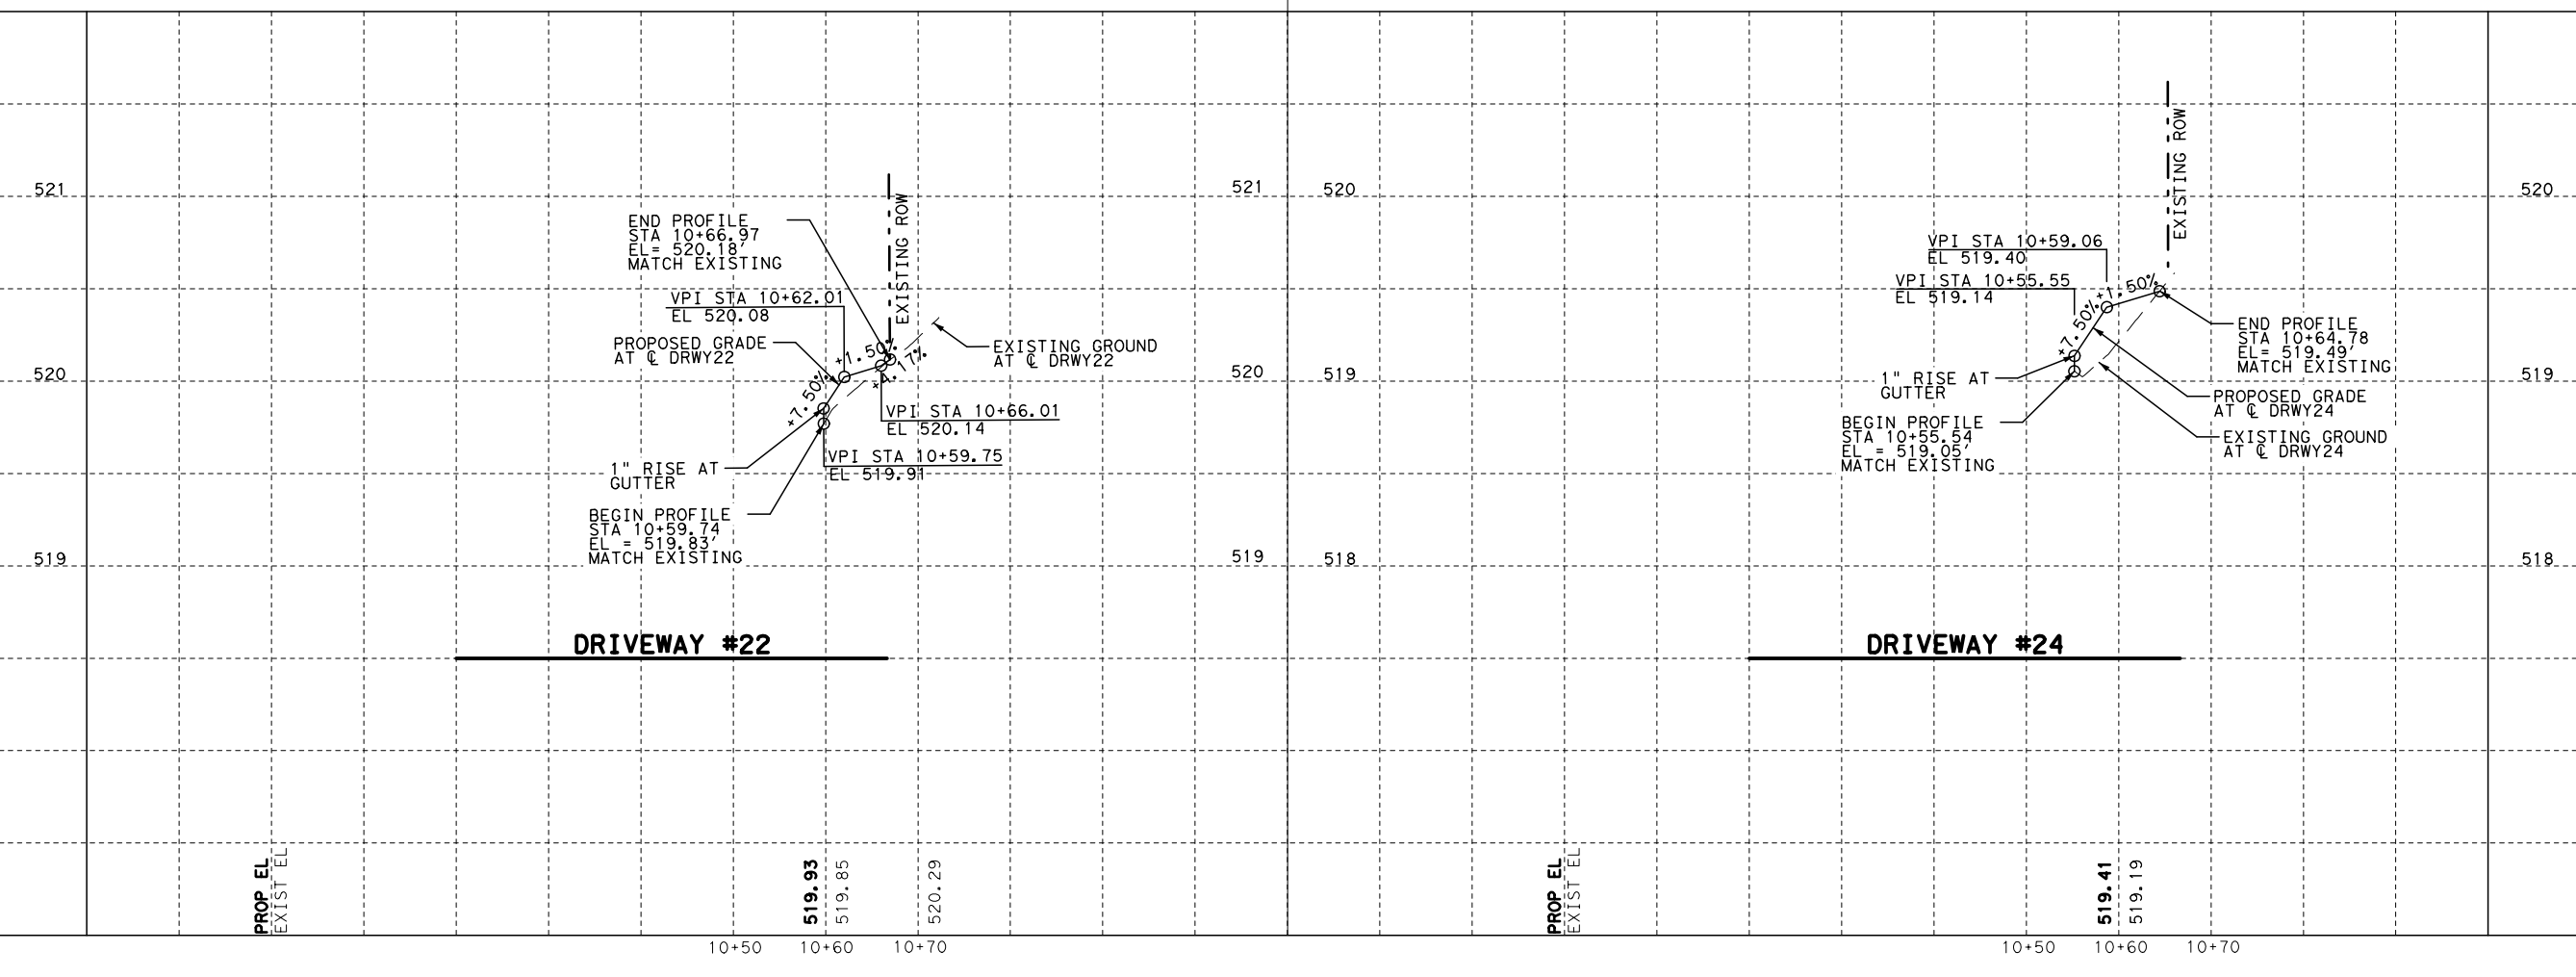 521
520
519
END PROFILE
STA 10+66.97
EL= 520.18'
MATCH EXISTING
EXISTING ROW
VPI STA 10+62.01
EL 520.08
PROPOSED GRADE
AT ℄ DRWY22
+7.50%
+1.50%
+4.17%
EXISTING GROUND
AT ℄ DRWY22
VPI STA 10+66.01
EL 520.14
VPI STA 10+59.75
EL 519.91
1" RISE AT
GUTTER
BEGIN PROFILE
STA 10+59.74
EL = 519.83'
MATCH EXISTING
521
520
519
DRIVEWAY #22
PROP EL
EXIST EL
519.93
519.85
520.29
10+50
10+60
10+70
520
519
518
EXISTING ROW
VPI STA 10+59.06
EL 519.40
VPI STA 10+55.55
EL 519.14
+7.50%
+1.50%
1" RISE AT
GUTTER
BEGIN PROFILE
STA 10+55.54
EL = 519.05'
MATCH EXISTING
END PROFILE
STA 10+64.78
EL= 519.49'
MATCH EXISTING
PROPOSED GRADE
AT ℄ DRWY24
EXISTING GROUND
AT ℄ DRWY24
520
519
518
DRIVEWAY #24
PROP EL
EXIST EL
519.41
519.19
10+50
10+60
10+70